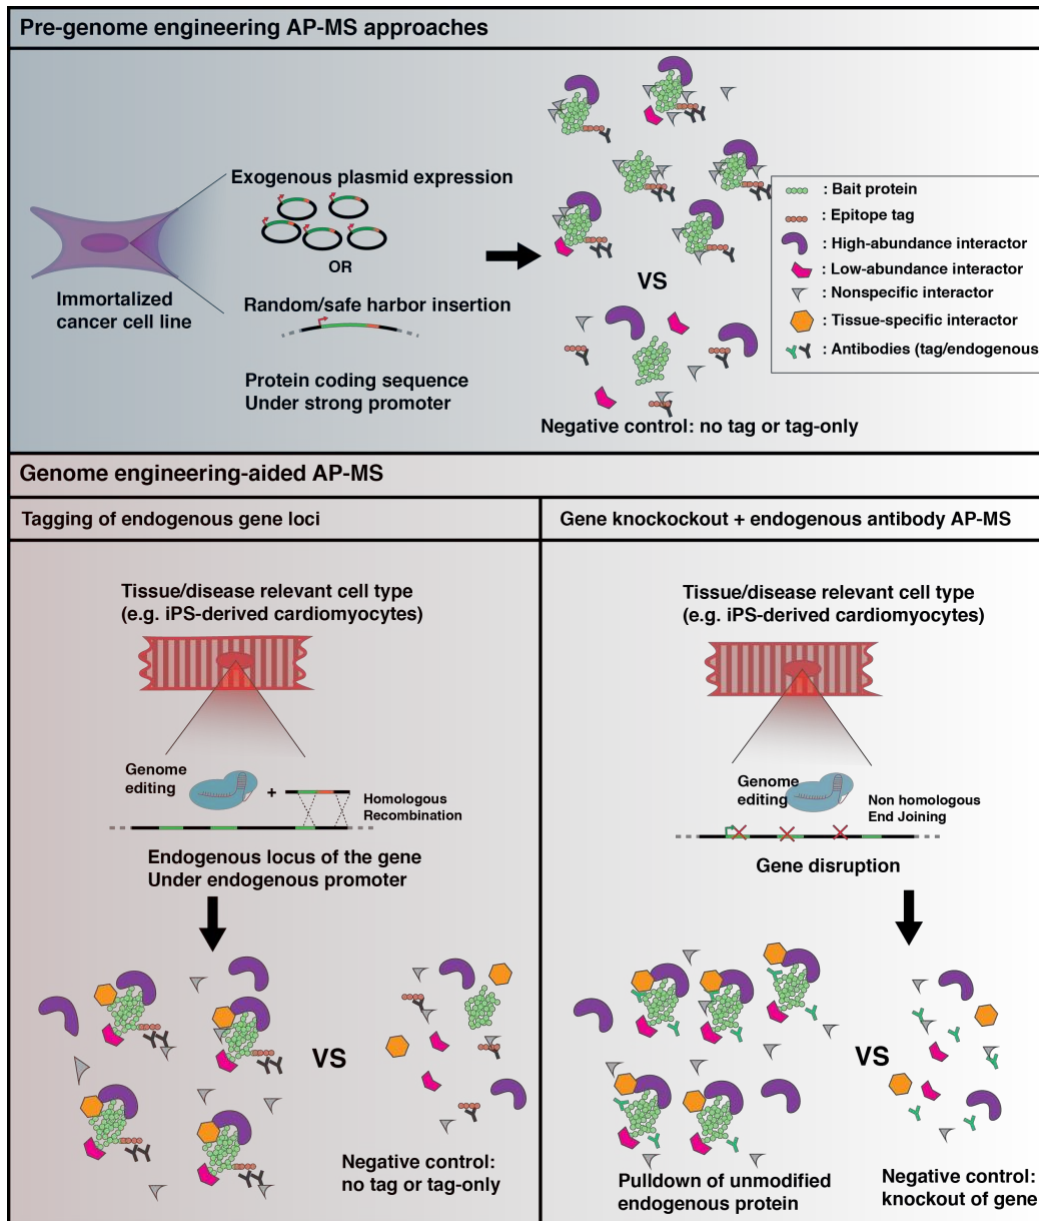 Pre-genome engineering AP-MS approaches
Exogenous plasmid expression
OR
Random/safe harbor insertion
Immortalized
cancer cell line
Protein coding sequence
Under strong promoter
VS
Negative control: no tag or tag-only
: Bait protein
: Epitope tag
: High-abundance interactor
: Low-abundance interactor
: Nonspecific interactor
: Tissue-specific interactor
: Antibodies (tag/endogenous
Genome engineering-aided AP-MS
Tagging of endogenous gene loci
Tissue/disease relevant cell type
(e.g. iPS-derived cardiomyocytes)
Genome
editing
+
Homologous
Recombination
Endogenous locus of the gene
Under endogenous promoter
VS
Negative control:
no tag or tag-only
Gene knockockout + endogenous antibody AP-MS
Tissue/disease relevant cell type
(e.g. iPS-derived cardiomyocytes)
Genome
editing
Non homologous
End Joining
Gene disruption
VS
Pulldown of unmodified
endogenous protein
Negative control:
knockout of gene